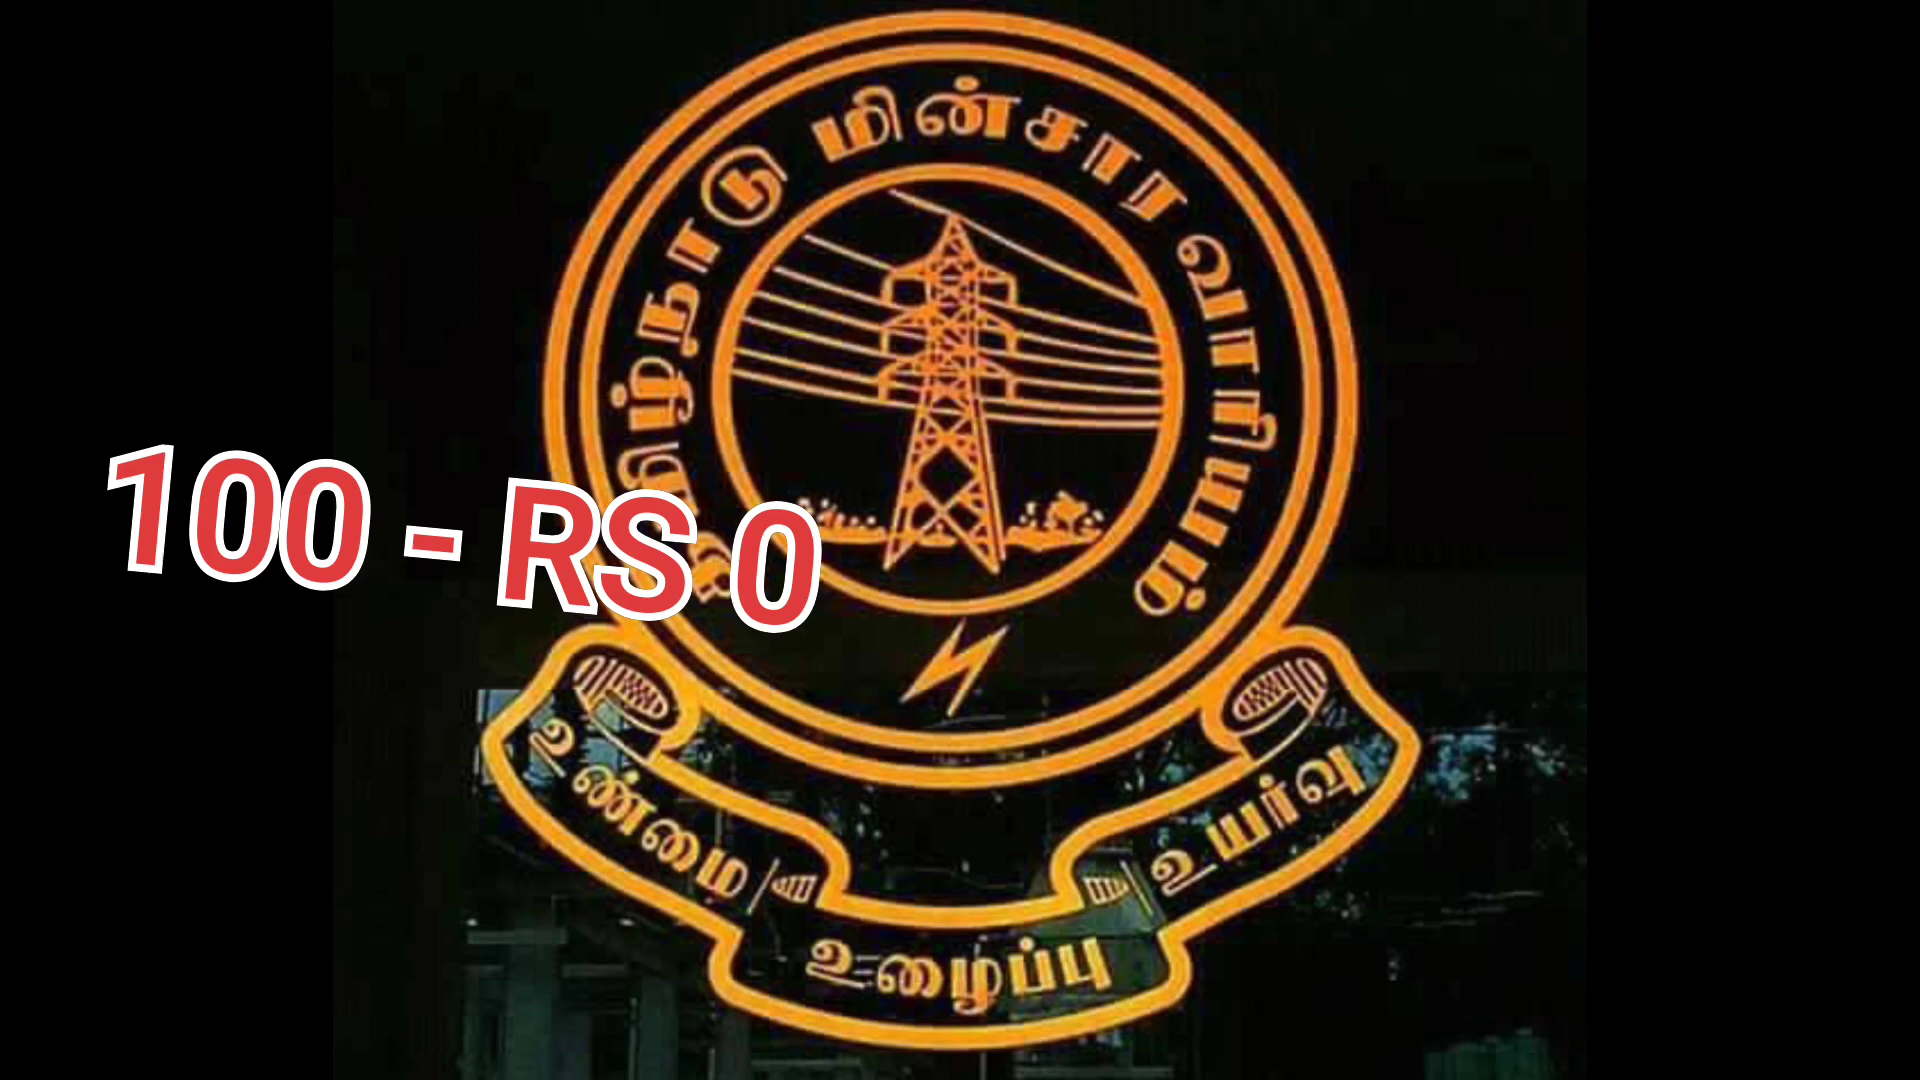 தமிழ்நாடு மின்சார வாரியம்
100 - RS 0
உண்மை
உழைப்பு
உயர்வு